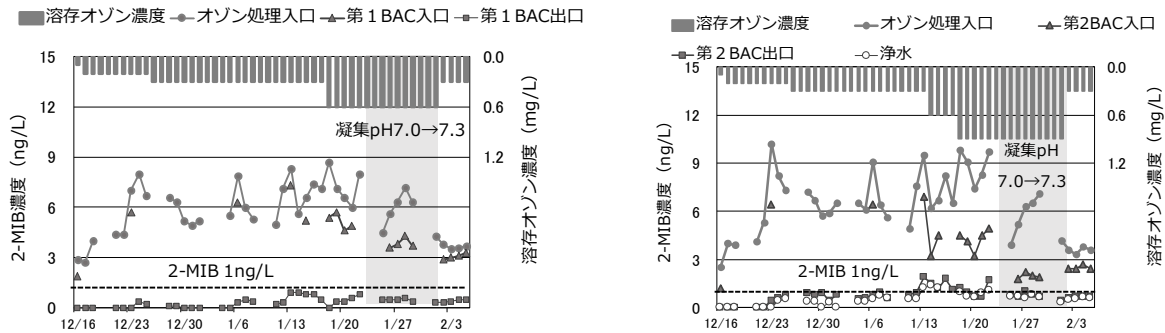 溶存オゾン濃度 オゾン処理入口 第１BAC入口 第１BAC出口
15
12
9
6
3
0
2-MIB濃度（ng/L）
0.0
0.6
1.2
溶存オゾン濃度（mg/L）
凝集pH7.0→7.3
2-MIB 1ng/L
12/16 12/23 12/30 1/6 1/13 1/20 1/27 2/3
溶存オゾン濃度 オゾン処理入口 第2BAC入口
第２BAC出口 浄水
15
12
9
6
3
0
2-MIB濃度（ng/L）
0.0
0.6
1.2
溶存オゾン濃度（mg/L）
凝集pH
7.0→7.3
2-MIB 1ng/L
12/16 12/23 12/30 1/6 1/13 1/20 1/27 2/3